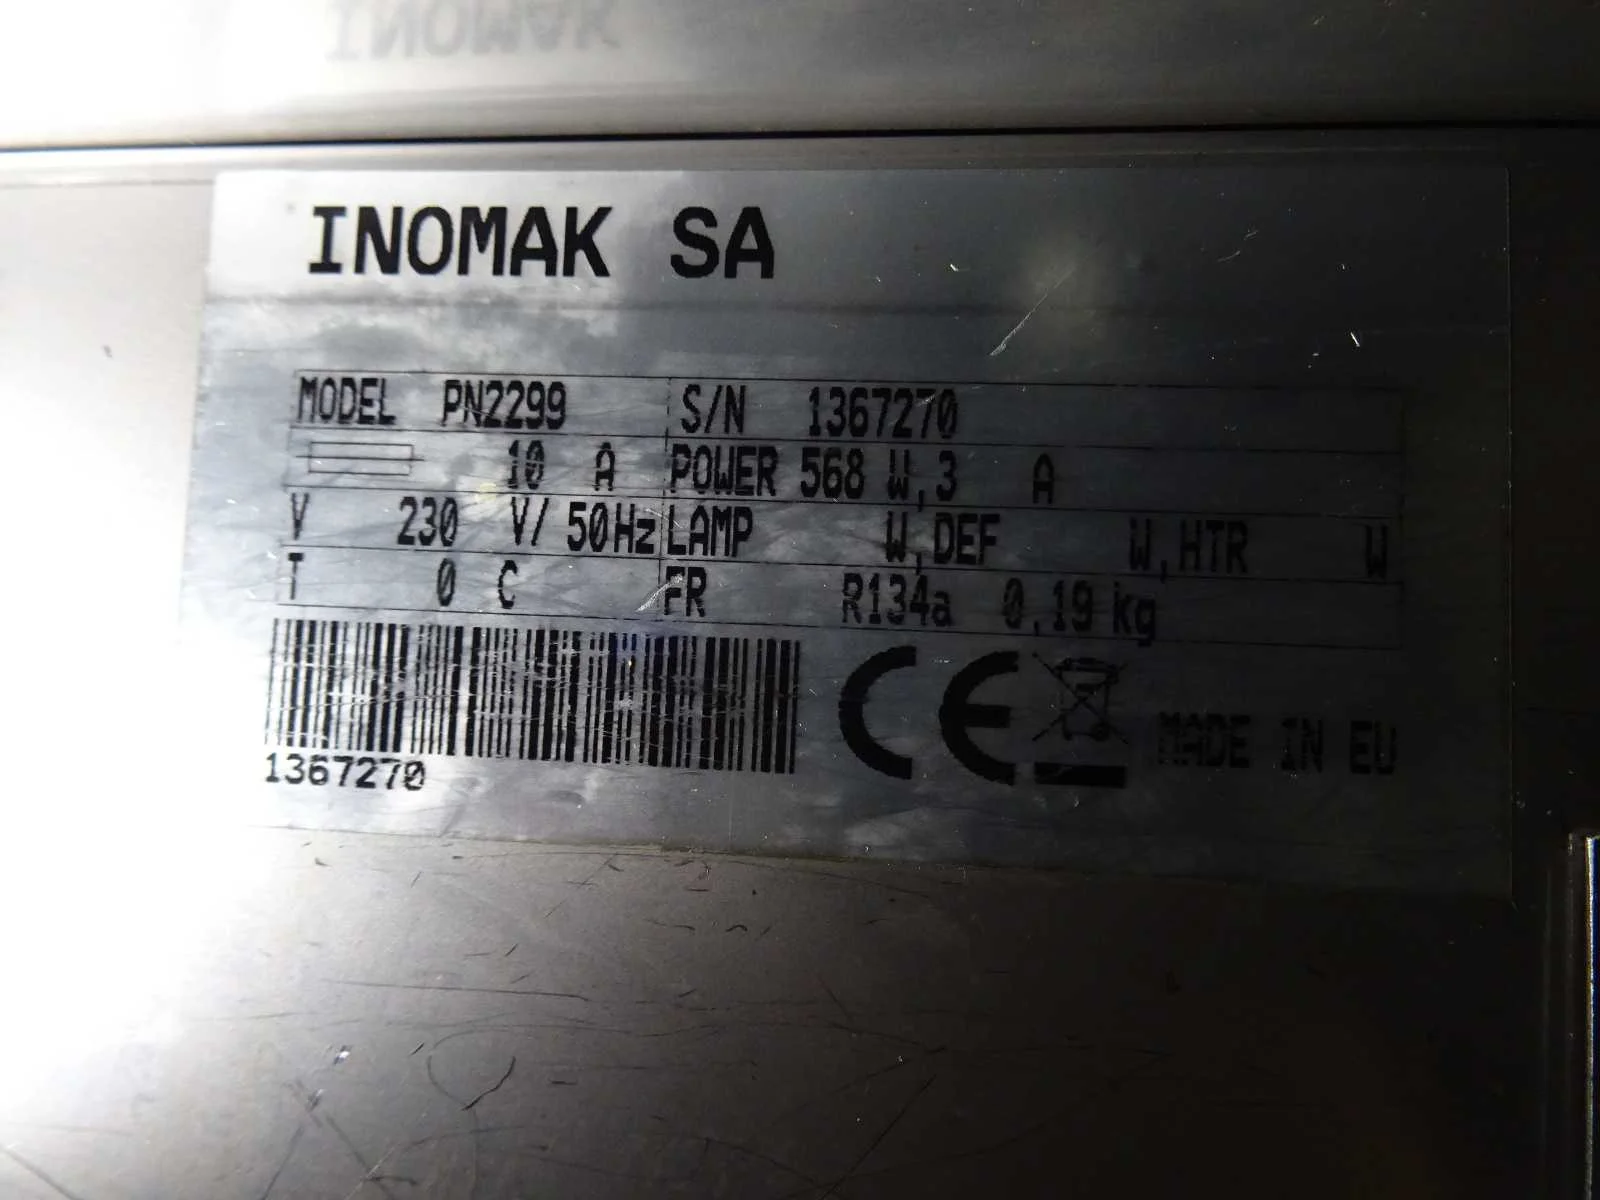 INOMAK
INOMAK SA
MODEL PN2299 S/N 1367270
10 A POWER 568 W,3 A
V 230 V/ 50Hz LAMP W,DEF W,HTR W
T 0 C FR R134a 0.19 kg
1367270
CE MADE IN EU